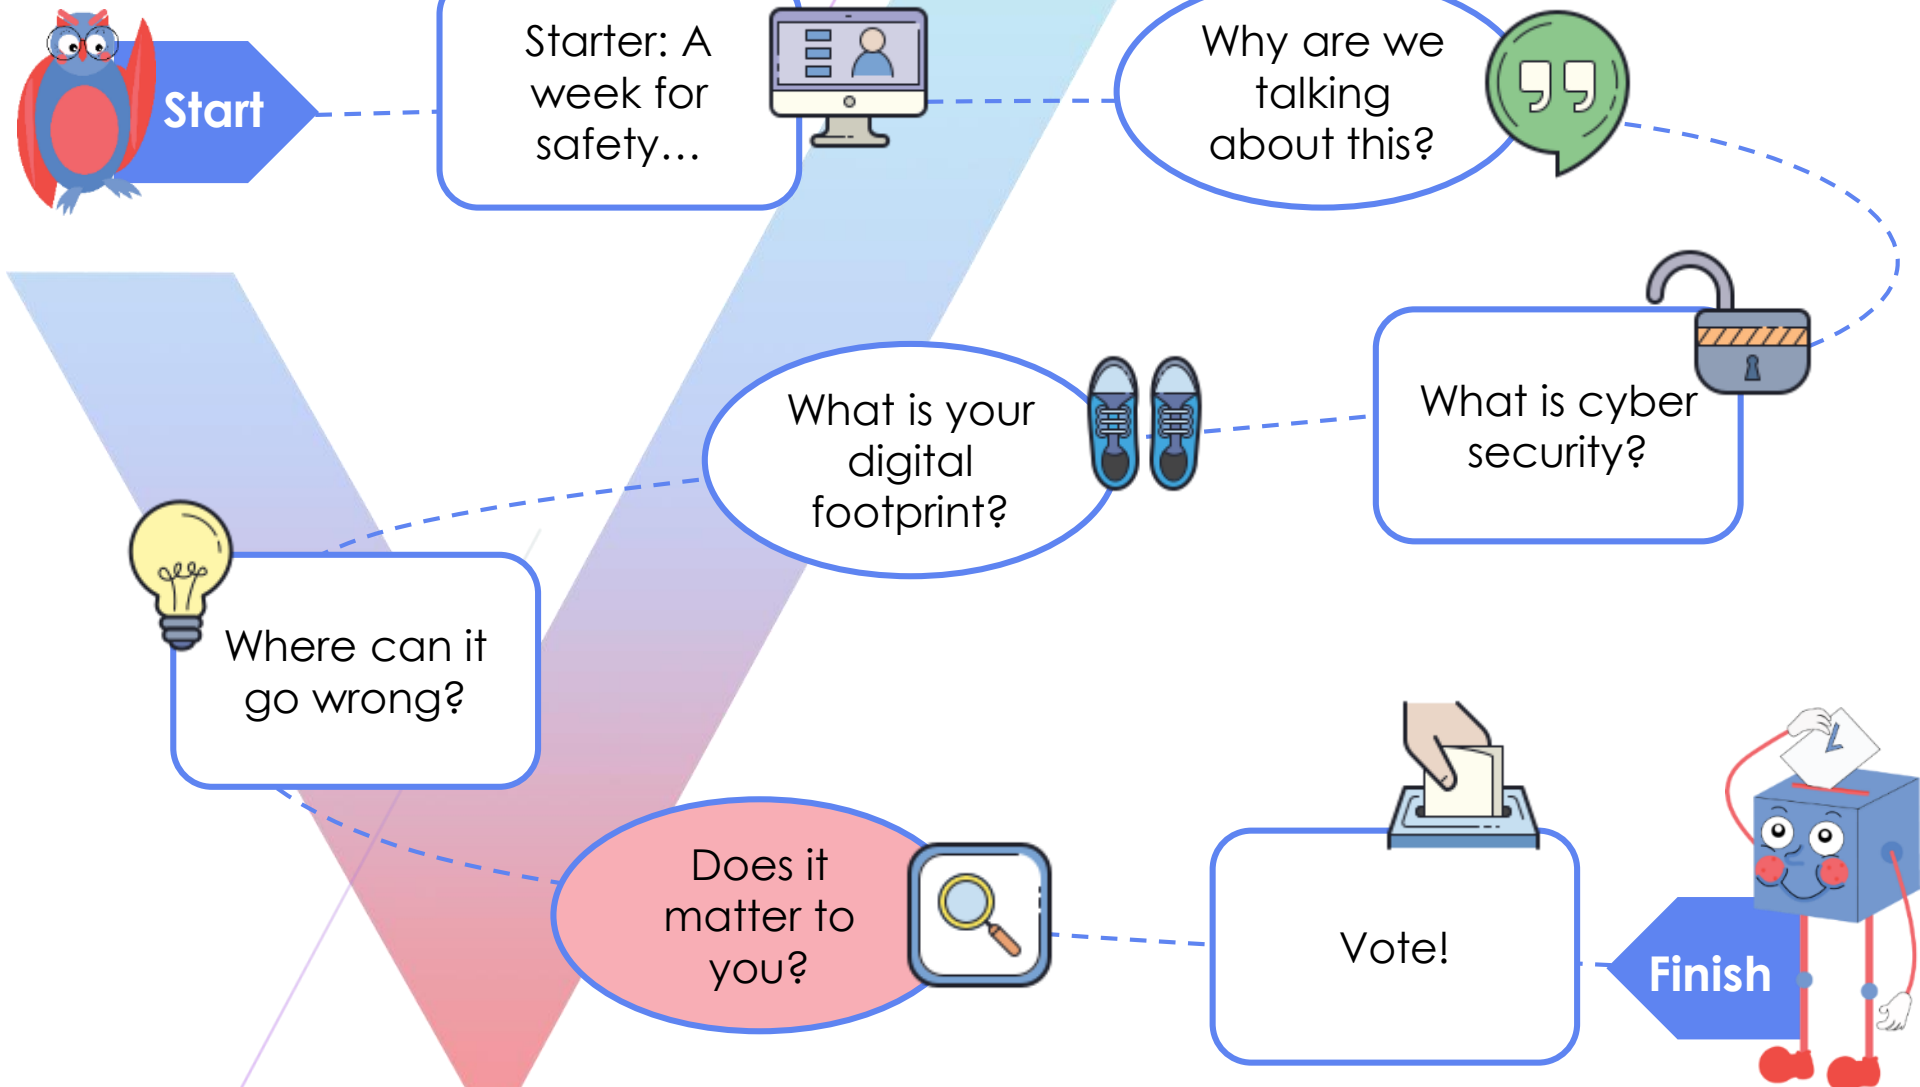 Start
Starter: A
week for
safety...
Why are we
talking
about this?
What is cyber
security?
What is your
digital
footprint?
Where can it
go wrong?
Does it
matter to
you?
Vote!
Finish